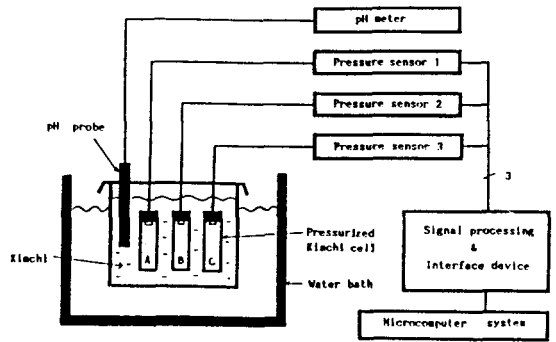 pH meter
Pressure sensor 1
Pressure sensor 2
Pressure sensor 3
pH probe
3
Kimchi
A B C
Pressurized
Kimchi cell
Water bath
Signal processing
&
Interface device
Microcomputer system